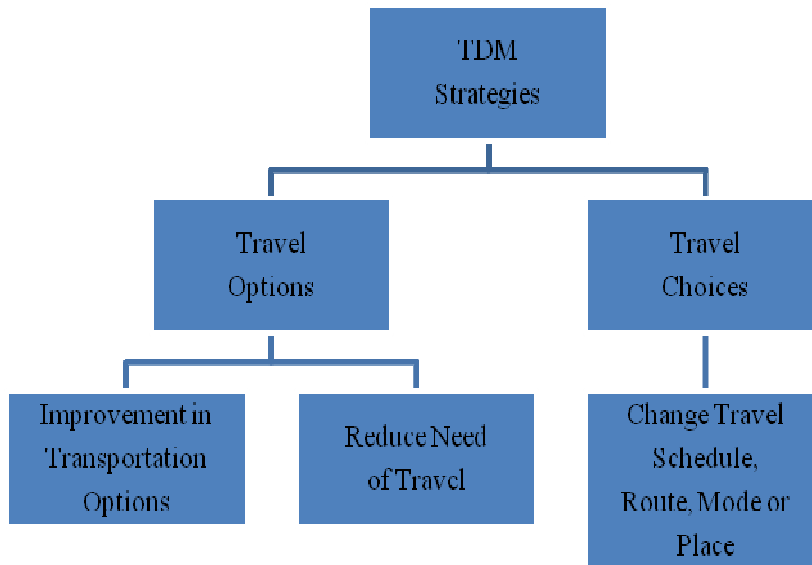 TDM
Strategies
Travel
Options
Travel
Choices
Improvement in
Transportation
Options
Reduce Need
of Travel
Change Travel
Schedule,
Route, Mode or
Place